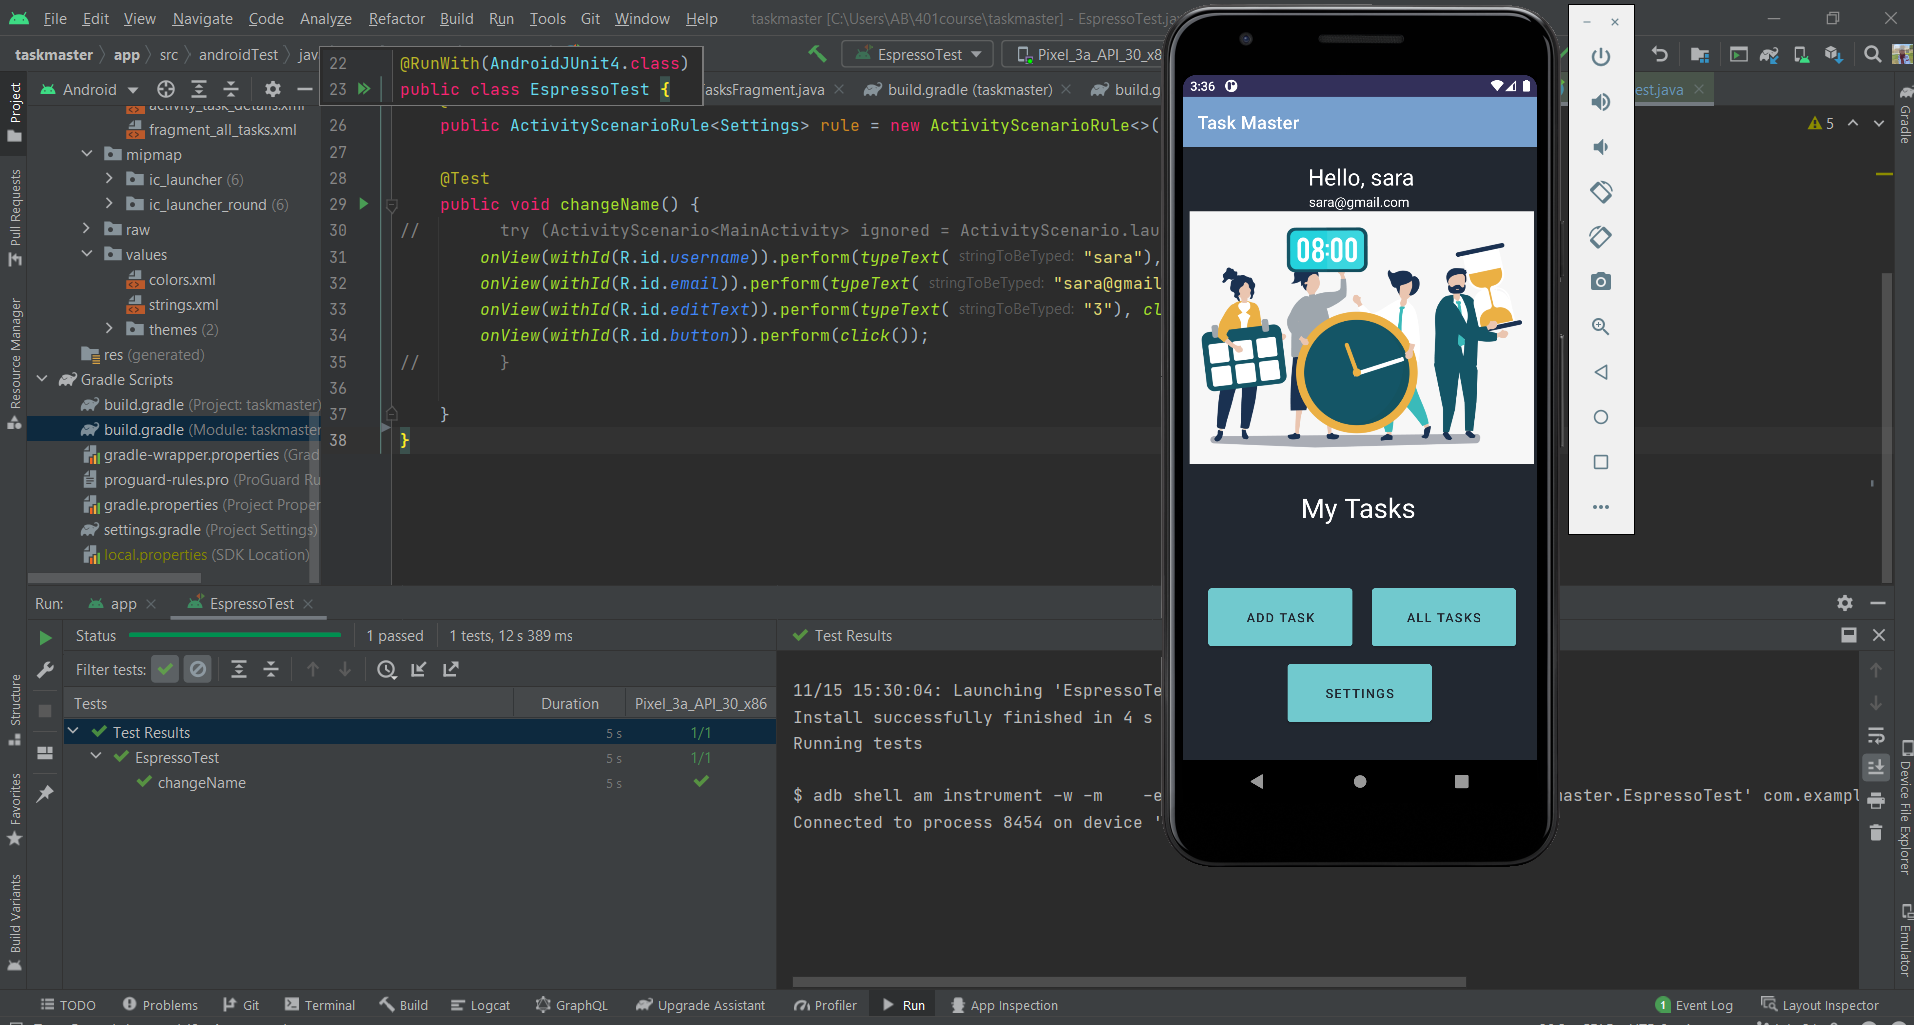 File Edit View Navigate Code Analyze Refactor Build Run Tools Git Window Help taskmaster [C:\Users\AB\401course\taskmaster] - EspressoTest.java
taskmaster app src androidTest jav EspressoTest Pixel_3a_API_30_x8
Android
asksFragment.java build.gradle (taskmaster) build.g est.java
Project
Pull Requests
Resource Manager
Structure
Favorites
Build Variants
activity_task_details.xml
fragment_all_tasks.xml
mipmap
ic_launcher (6)
ic_launcher_round (6)
raw
values
colors.xml
strings.xml
themes (2)
res (generated)
Gradle Scripts
build.gradle (Project: taskmaster)
build.gradle (Module: taskmaster
gradle-wrapper.properties (Grad
proguard-rules.pro (ProGuard Ru
gradle.properties (Project Proper
settings.gradle (Project Settings)
local.properties (SDK Location)
22 @RunWith(AndroidJUnit4.class)
23 public class EspressoTest {
26 public ActivityScenarioRule<Settings> rule = new ActivityScenarioRule<>(
27
28 @Test
29 public void changeName() {
30 // try (ActivityScenario<MainActivity> ignored = ActivityScenario.lau
31 onView(withId(R.id.username)).perform(typeText( stringToBeTyped: "sara"),
32 onView(withId(R.id.email)).perform(typeText( stringToBeTyped: "sara@gmail
33 onView(withId(R.id.editText)).perform(typeText( stringToBeTyped: "3"), cl
34 onView(withId(R.id.button)).perform(click());
35 // }
36
37 }
38 }
5
3:36
Task Master
Hello, sara
sara@gmail.com
08:00
My Tasks
ADD TASK ALL TASKS
SETTINGS
Gradle
Device File Explorer
Emulator
Run: app EspressoTest
Status 1 passed 1 tests, 12 s 389 ms
Filter tests:
Tests Duration Pixel_3a_API_30_x86
Test Results 5 s 1/1
EspressoTest 5 s 1/1
changeName 5 s
Test Results
11/15 15:30:04: Launching 'EspressoTe
Install successfully finished in 4 s
Running tests
$ adb shell am instrument -w -m -e master.EspressoTest' com.exampl
Connected to process 8454 on device '
TODO Problems Git Terminal Build Logcat GraphQL Upgrade Assistant Profiler Run App Inspection 1 Event Log Layout Inspector